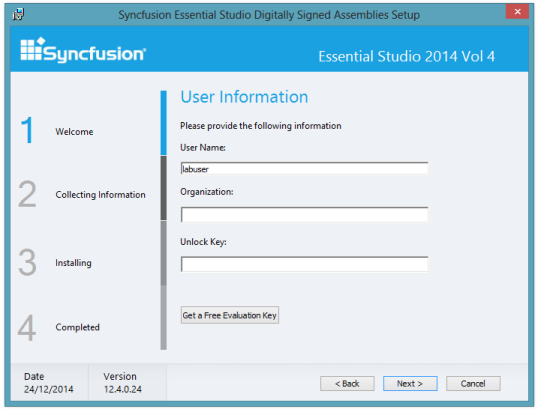 Syncfusion Essential Studio Digitally Signed Assemblies Setup
Syncfusion®
Essential Studio 2014 Vol 4
User Information
Please provide the following information
User Name:
labuser
Organization:
Unlock Key:
Get a Free Evaluation Key
1 Welcome
2 Collecting Information
3 Installing
4 Completed
Date
24/12/2014
Version
12.4.0.24
< Back
Next >
Cancel